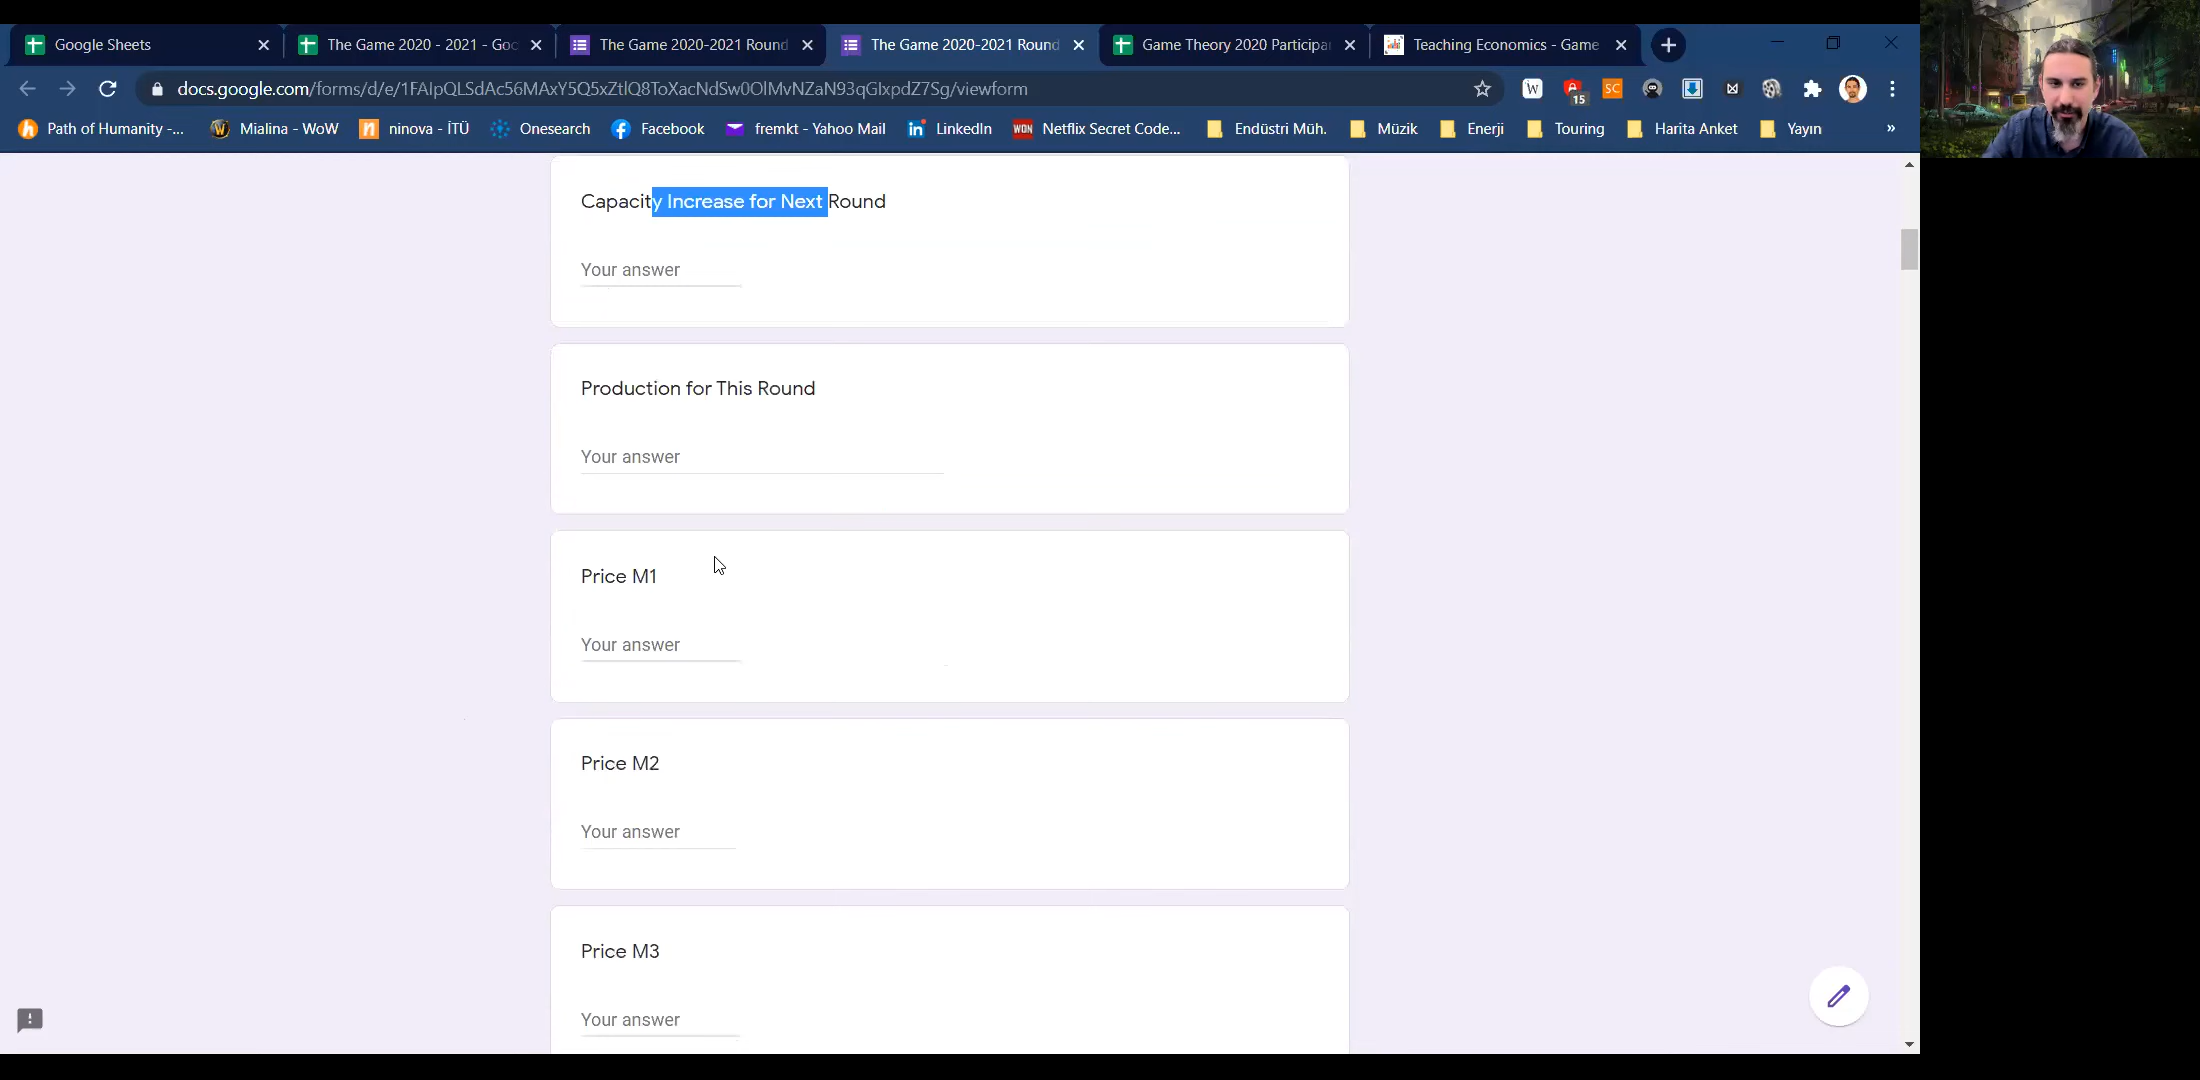 Google Sheets
The Game 2020 - 2021 - Goo
The Game 2020-2021 Round
The Game 2020-2021 Round
Game Theory 2020 Participa
Teaching Economics - Game
docs.google.com/forms/d/e/1FAIpQLSdAc56MAxY5Q5xZtlQ8ToXacNdSw0OlMvNZaN93qGlxpdZ7Sg/viewform
W
15
SC
Path of Humanity -...
Mialina - WoW
ninova - İTÜ
Onesearch
Facebook
fremkt - Yahoo Mail
LinkedIn
Netflix Secret Code...
Endüstri Müh.
Müzik
Enerji
Touring
Harita Anket
Yayın
»
Capacity Increase for Next Round
Your answer
Production for This Round
Your answer
Price M1
Your answer
Price M2
Your answer
Price M3
Your answer